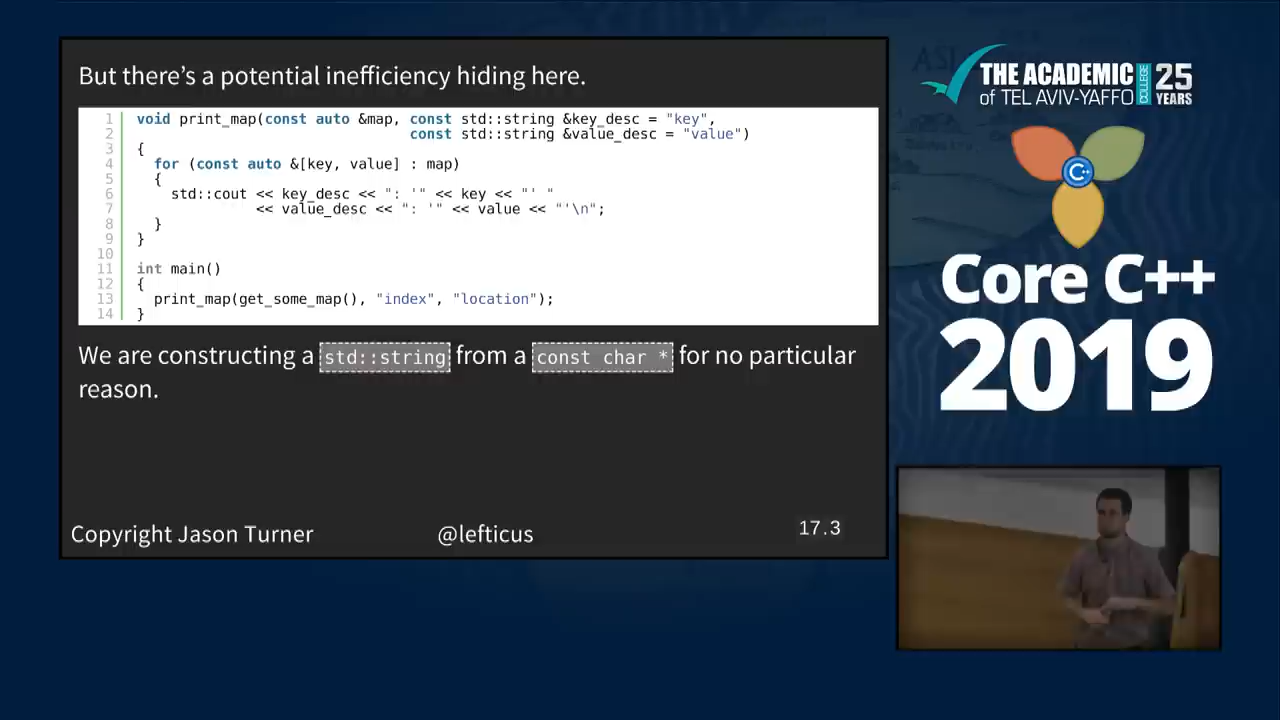 But there's a potential inefficiency hiding here.
1 void print_map(const auto &map, const std::string &key_desc = "key",
2 const std::string &value_desc = "value")
3 {
4 for (const auto &[key, value] : map)
5 {
6 std::cout << key_desc << ": '" << key << "' "
7 << value_desc << ": '" << value << "'\n";
8 }
9 }
10
11 int main()
12 {
13 print_map(get_some_map(), "index", "location");
14 }
We are constructing a std::string from a const char * for no particular
reason.
Copyright Jason Turner @lefticus 17.3
THE ACADEMIC COLLEGE 25
of TEL AVIV-YAFFO YEARS
C++
Core C++
2019